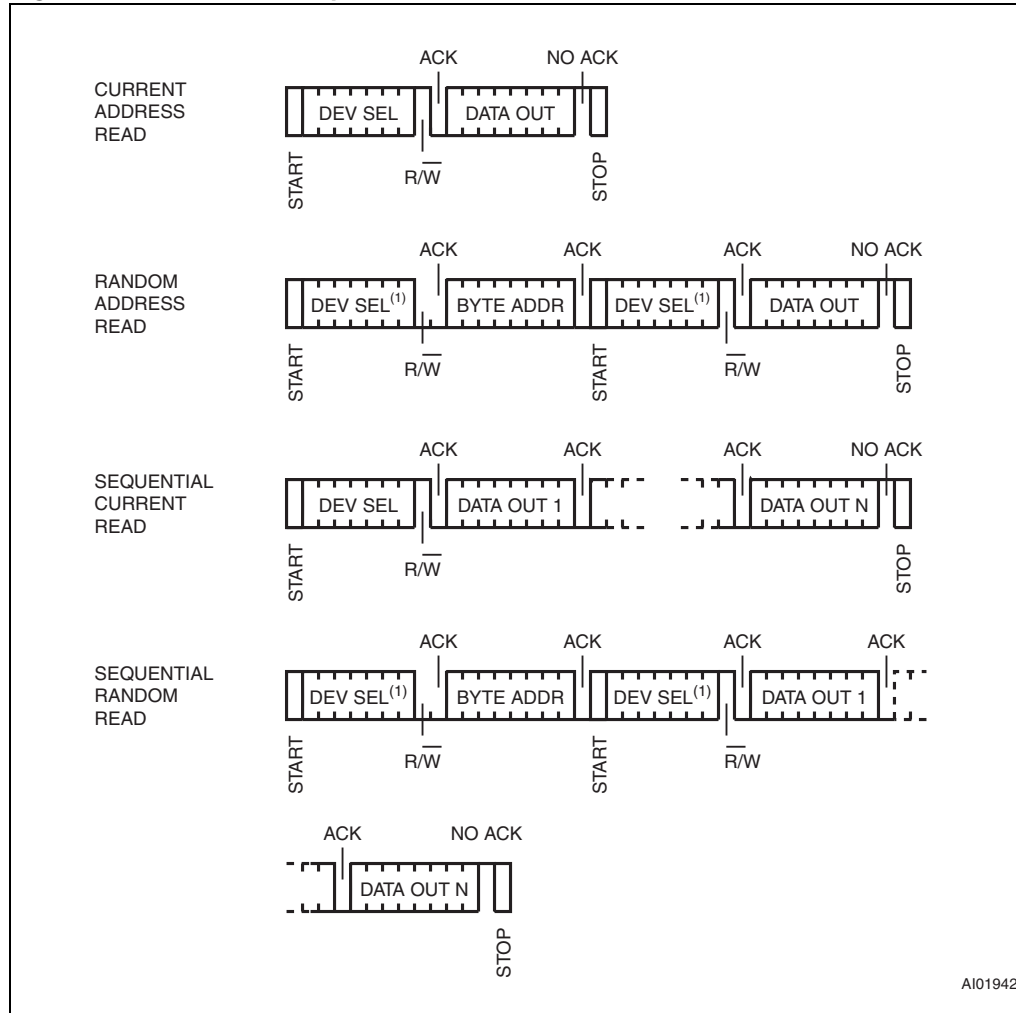 ACK NO ACK
CURRENT
ADDRESS
READ
DEV SEL DATA OUT
START
R/W̅
STOP
ACK ACK ACK NO ACK
RANDOM
ADDRESS
READ
DEV SEL(1) BYTE ADDR DEV SEL(1) DATA OUT
START
R/W̅
START
R̅/W
STOP
ACK ACK ACK NO ACK
SEQUENTIAL
CURRENT
READ
DEV SEL DATA OUT 1 DATA OUT N
START
R/W̅
STOP
ACK ACK ACK ACK
SEQUENTIAL
RANDOM
READ
DEV SEL(1) BYTE ADDR DEV SEL(1) DATA OUT 1
START
R/W̅
START
R̅/W
ACK NO ACK
DATA OUT N
STOP
AI01942